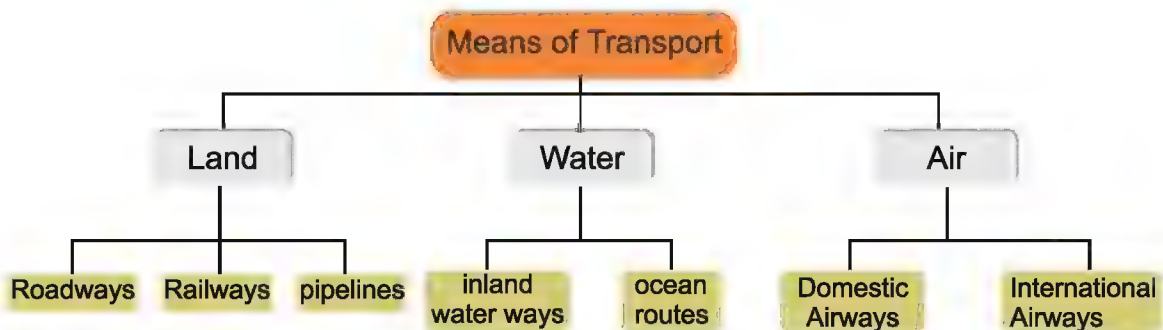 Means of Transport
Land
Water
Air
Roadways
Railways
pipelines
inland
water ways
ocean
routes
Domestic
Airways
International
Airways